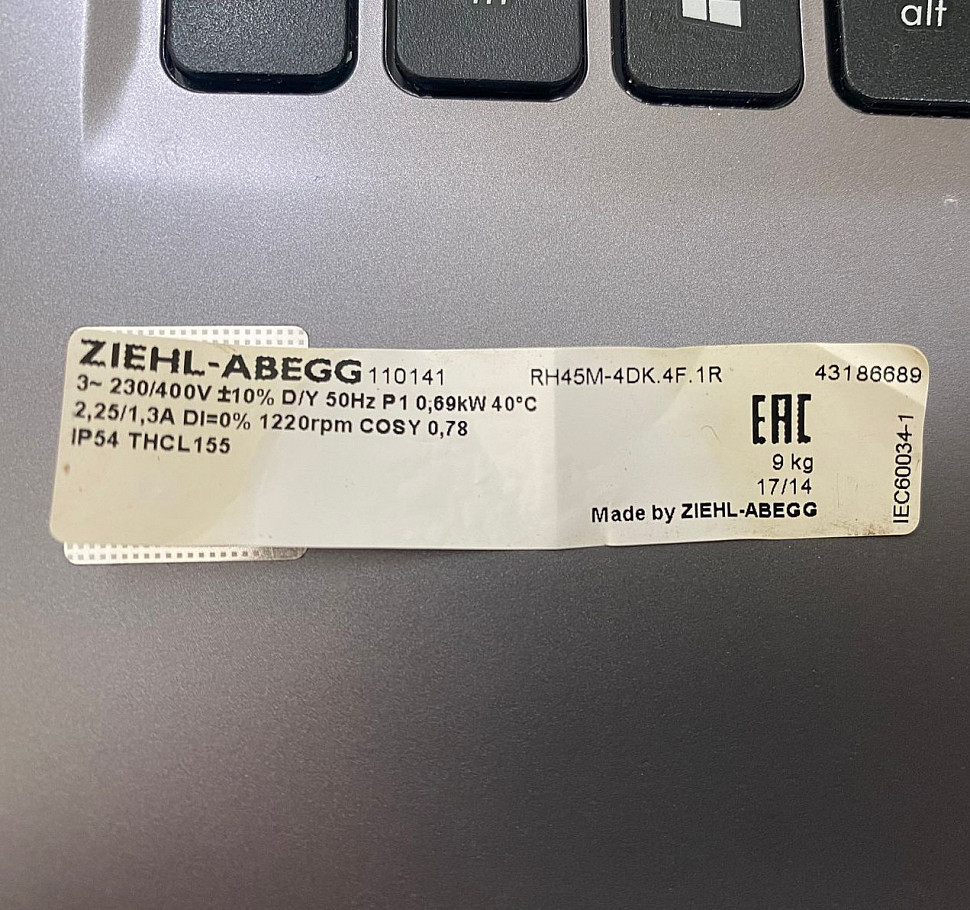 alt
ZIEHL-ABEGG 110141 RH45M-4DK.4F.1R 43186689
3~ 230/400V ±10% D/Y 50Hz P1 0,69kW 40°C
2,25/1,3A DI=0% 1220rpm COSY 0,78
IP54 THCL155
EAC
9 kg
17/14
Made by ZIEHL-ABEGG
IEC60034-1